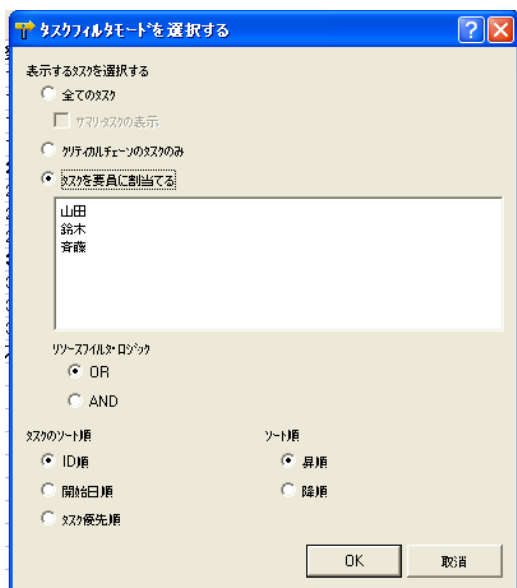 タスクフィルタモードを選択する
表示するタスクを選択する
全てのタスク
サマリ・タスクの表示
クリティカルチェーンのタスクのみ
タスクを要員に割当てる
山田
鈴木
斉藤
リソースフィルタ・ロジック
OR
AND
タスクのソート順 ソート順
ID順 昇順
開始日順 降順
タスク優先順
OK 取消